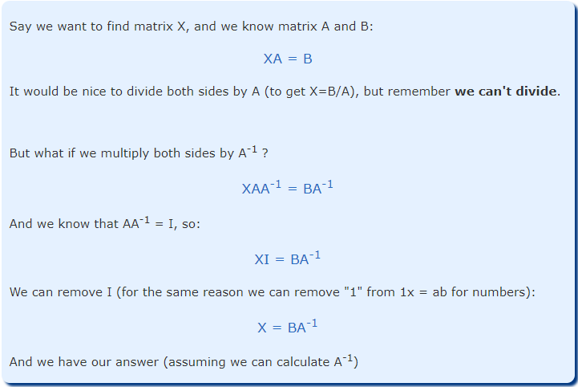 Say we want to find matrix X, and we know matrix A and B:
XA = B
It would be nice to divide both sides by A (to get X=B/A), but remember we can't divide.
But what if we multiply both sides by A⁻¹ ?
XAA⁻¹ = BA⁻¹
And we know that AA⁻¹ = I, so:
XI = BA⁻¹
We can remove I (for the same reason we can remove "1" from 1x = ab for numbers):
X = BA⁻¹
And we have our answer (assuming we can calculate A⁻¹)